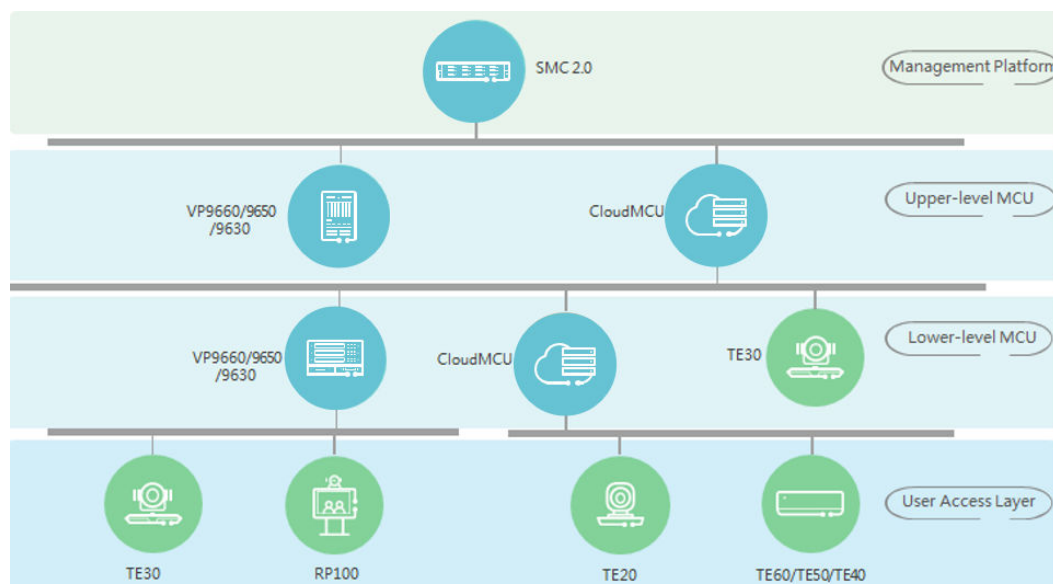 SMC 2.0
Management Platform
VP9660/9650
/9630
CloudMCU
Upper-level MCU
VP9660/9650
/9630
CloudMCU
TE30
Lower-level MCU
User Access Layer
TE30
RP100
TE20
TE60/TE50/TE40